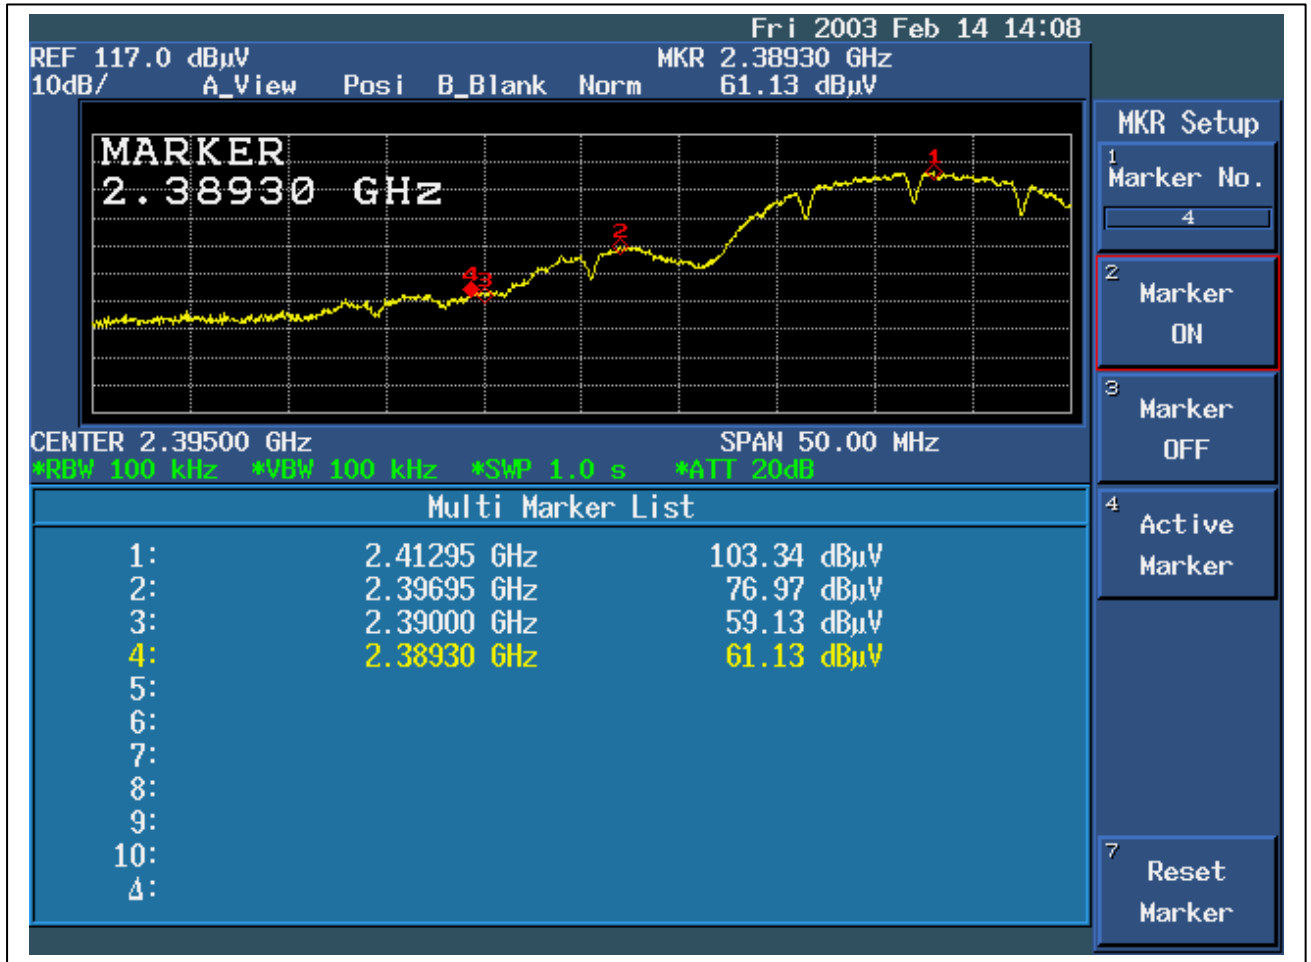 Fri 2003 Feb 14 14:08
REF 117.0 dBµV MKR 2.38930 GHz
10dB/ A_View Posi B_Blank Norm 61.13 dBµV
MARKER
2.38930 GHz
1
2
4 3
CENTER 2.39500 GHz SPAN 50.00 MHz
*RBW 100 kHz *VBW 100 kHz *SWP 1.0 s *ATT 20dB
Multi Marker List
1: 2.41295 GHz 103.34 dBµV
2: 2.39695 GHz 76.97 dBµV
3: 2.39000 GHz 59.13 dBµV
4: 2.38930 GHz 61.13 dBµV
5:
6:
7:
8:
9:
10:
Δ:
MKR Setup
1
Marker No.
4
2
Marker
ON
3
Marker
OFF
4
Active
Marker
7
Reset
Marker